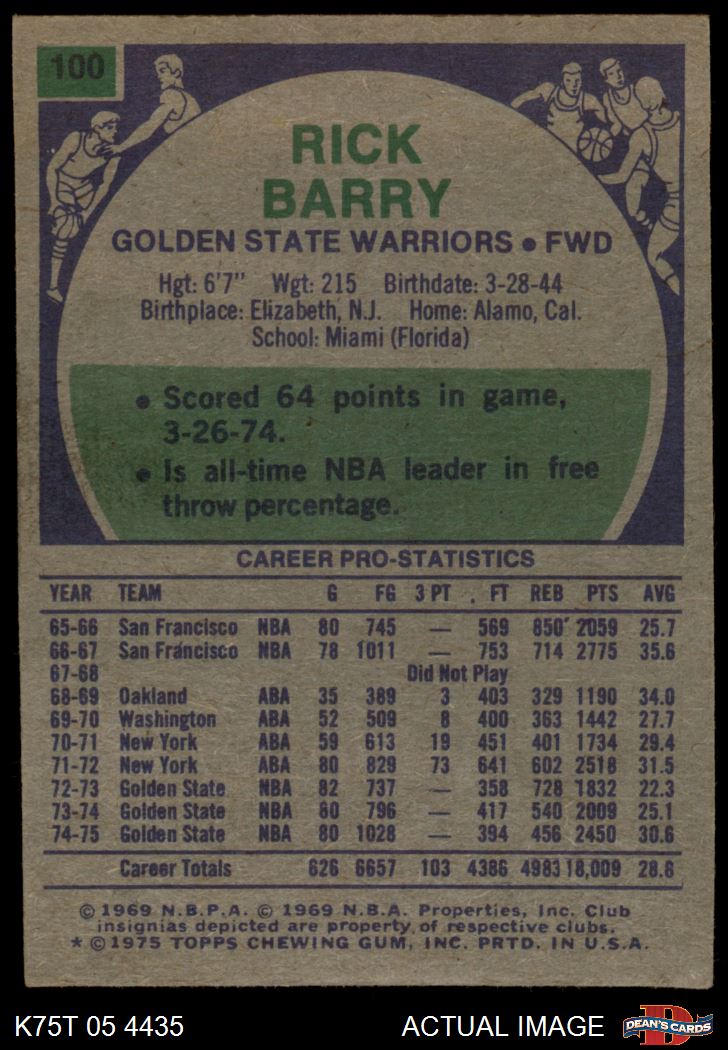 100
RICK
BARRY
GOLDEN STATE WARRIORS • FWD
Hgt: 6'7" Wgt: 215 Birthdate: 3-28-44
Birthplace: Elizabeth, N.J. Home: Alamo, Cal.
School: Miami (Florida)
• Scored 64 points in game,
3-26-74.
• Is all-time NBA leader in free
throw percentage.
CAREER PRO-STATISTICS
YEAR TEAM G FG 3 PT . FT REB PTS AVG
65-66 San Francisco NBA 80 745 — 569 850 2059 25.7
66-67 San Francisco NBA 78 1011 — 753 714 2775 35.6
67-68 Did Not Play
68-69 Oakland ABA 35 389 3 403 329 1190 34.0
69-70 Washington ABA 52 509 8 400 363 1442 27.7
70-71 New York ABA 59 613 19 451 401 1734 29.4
71-72 New York ABA 80 829 73 641 602 2518 31.5
72-73 Golden State NBA 82 737 — 358 728 1832 22.3
73-74 Golden State NBA 80 796 — 417 540 2009 25.1
74-75 Golden State NBA 80 1028 — 394 456 2450 30.6
Career Totals 626 6657 103 4386 4983 18,009 28.8
© 1969 N.B.P.A. © 1969 N.B.A. Properties, Inc. Club
insignias depicted are property of respective clubs.
* © 1975 TOPPS CHEWING GUM, INC. PRTD. IN U.S.A.
K75T 05 4435 ACTUAL IMAGE D DEAN'S CARDS